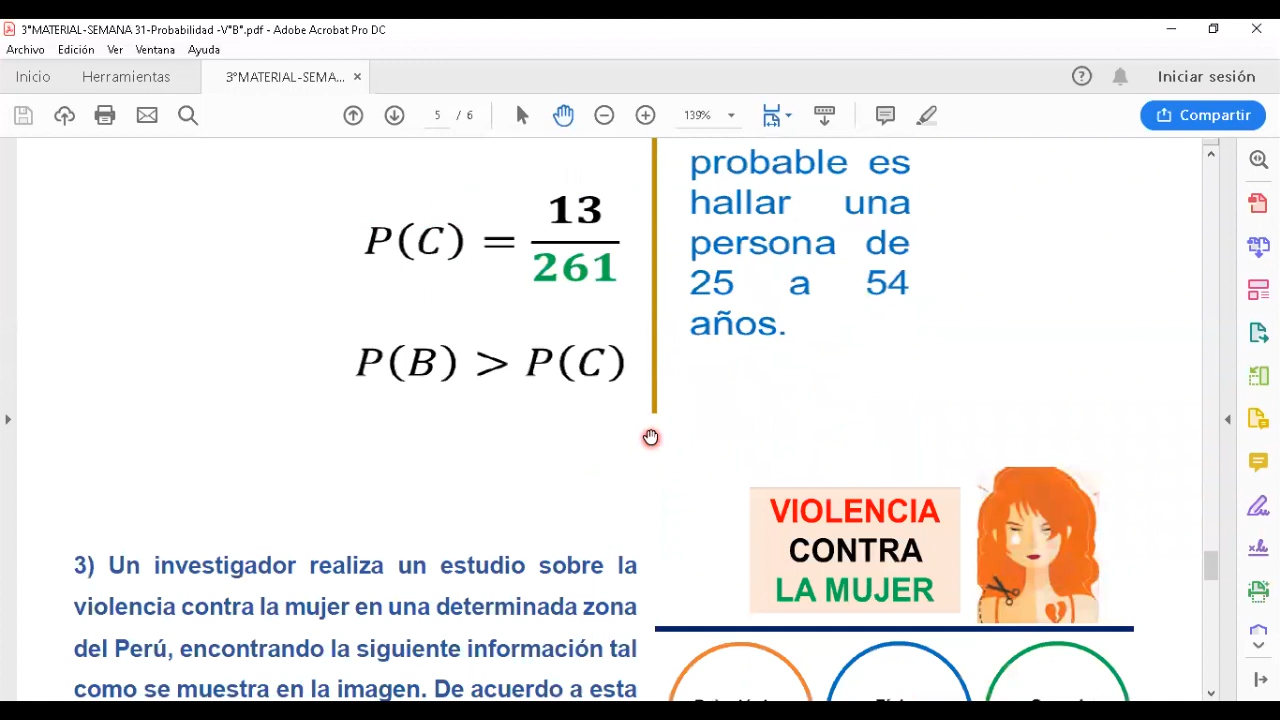 3°MATERIAL-SEMANA 31-Probabilidad -V°B°.pdf - Adobe Acrobat Pro DC
Archivo Edición Ver Ventana Ayuda
Inicio Herramientas 3°MATERIAL-SEMA... × Iniciar sesión
5 / 6 139% Compartir
probable es
hallar una
persona de
25 a 54
años.
P(C) = 13/261
P(B) > P(C)
VIOLENCIA
CONTRA
LA MUJER
3) Un investigador realiza un estudio sobre la
violencia contra la mujer en una determinada zona
del Perú, encontrando la siguiente información tal
como se muestra en la imagen. De acuerdo a esta